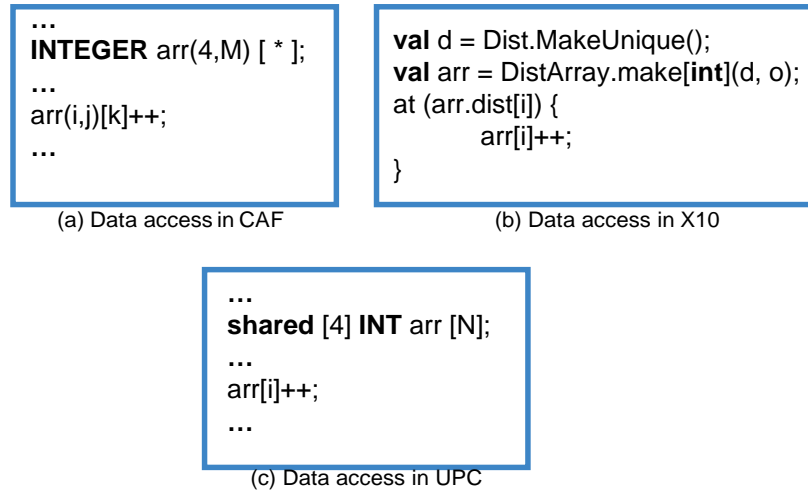 ...
INTEGER arr(4,M) [ * ];
...
arr(i,j)[k]++;
...
(a) Data access in CAF
val d = Dist.MakeUnique();
val arr = DistArray.make[int](d, o);
at (arr.dist[i]) {
arr[i]++;
}
(b) Data access in X10
...
shared [4] INT arr [N];
...
arr[i]++;
...
(c) Data access in UPC